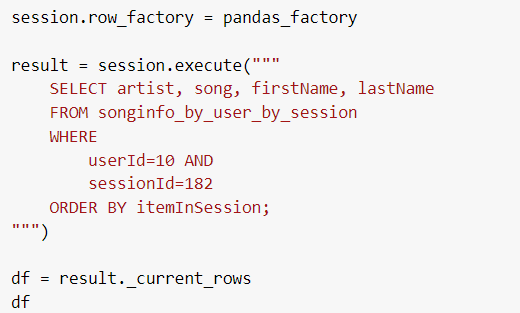 session.row_factory = pandas_factory

result = session.execute("""
    SELECT artist, song, firstName, lastName
    FROM songinfo_by_user_by_session
    WHERE
        userId=10 AND
        sessionId=182
    ORDER BY itemInSession;
""")

df = result._current_rows
df